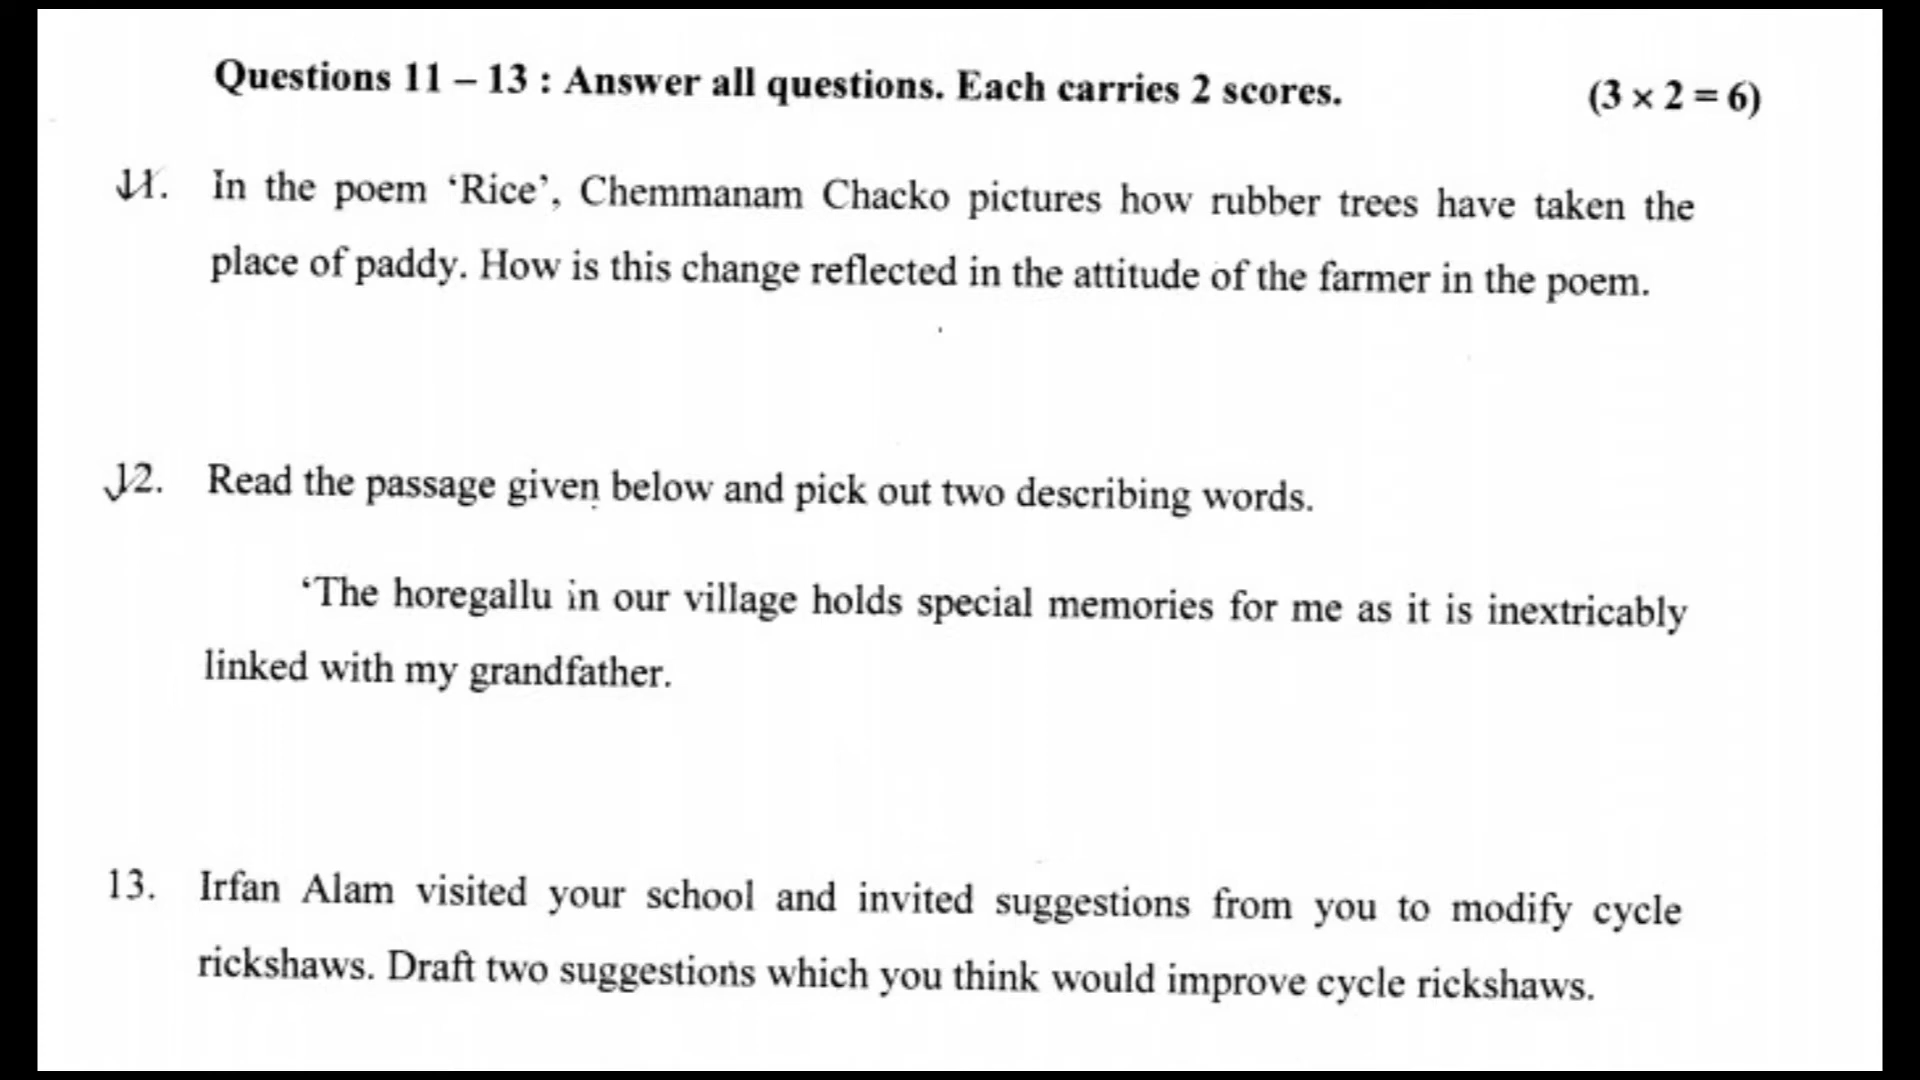 Questions 11 – 13 : Answer all questions. Each carries 2 scores. (3 × 2 = 6)
11. In the poem ‘Rice’, Chemmanam Chacko pictures how rubber trees have taken the
place of paddy. How is this change reflected in the attitude of the farmer in the poem.
12. Read the passage given below and pick out two describing words.
‘The horegallu in our village holds special memories for me as it is inextricably
linked with my grandfather.
13. Irfan Alam visited your school and invited suggestions from you to modify cycle
rickshaws. Draft two suggestions which you think would improve cycle rickshaws.